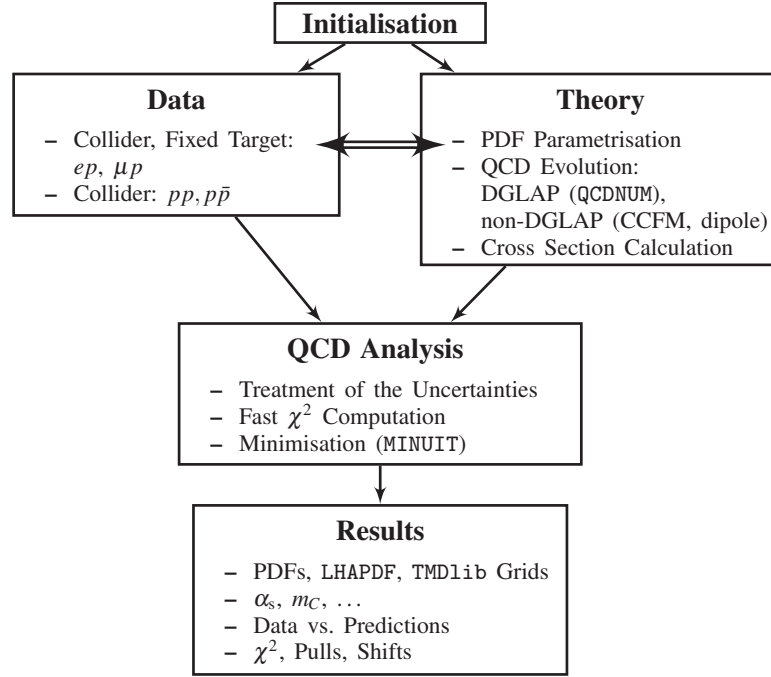 Initialisation
Data
– Collider, Fixed Target:
ep, μp
– Collider: pp, pp̄
Theory
– PDF Parametrisation
– QCD Evolution:
DGLAP (QCDNUM),
non-DGLAP (CCFM, dipole)
– Cross Section Calculation
QCD Analysis
– Treatment of the Uncertainties
– Fast χ² Computation
– Minimisation (MINUIT)
Results
– PDFs, LHAPDF, TMDlib Grids
– αₛ, m_C, …
– Data vs. Predictions
– χ², Pulls, Shifts